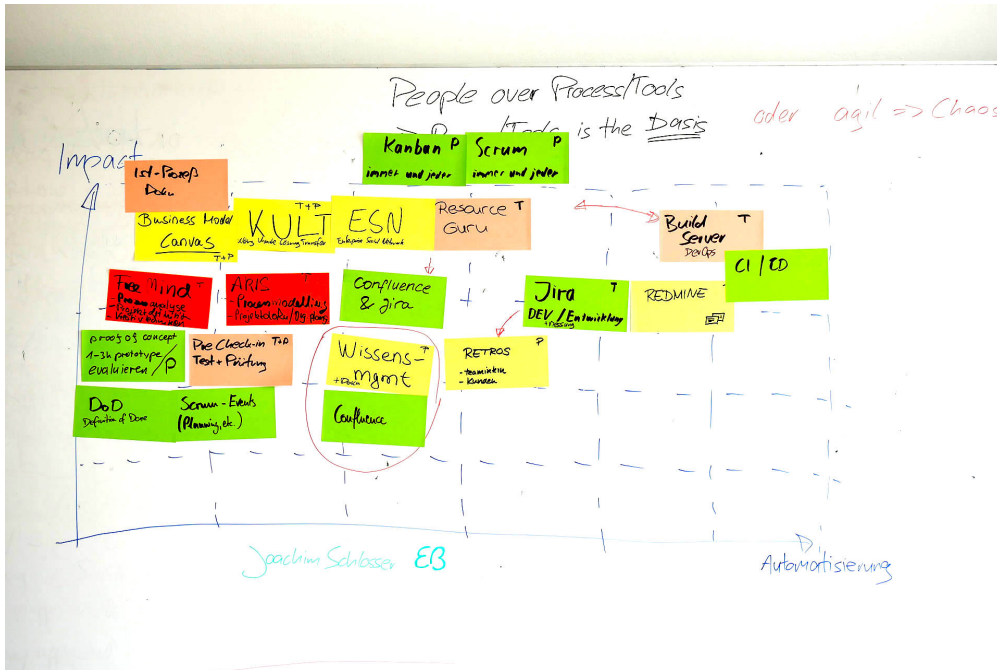 People over Process/Tools
is the Basis
oder agil => Chaos
Impact
Kanban P
immer und jeder
Scrum P
immer und jeder
Ist-Prozeß
Doku
Business Model
Canvas
T+P
T+P
KULT
ESN
Enterprise Social Network
Resource T
Guru
Build T
Server
DevOps
CI / CD
Free Mind T
- Prozessanalyse
ARIS T
- Prozessmodellierung
Confluence
& Jira
Jira T
DEV / Entwicklung
REDMINE T
proof of concept
1-3h prototype
evaluieren / P
Pre Check-in T+P
Test + Prüfung
Wissens- T
mgmt
RETROS P
- teamintern
- Kunden
DoD
Definition of Done
Scrum-Events
(Planning, etc.)
Confluence
Joachim Schlosser EB
Automatisierung